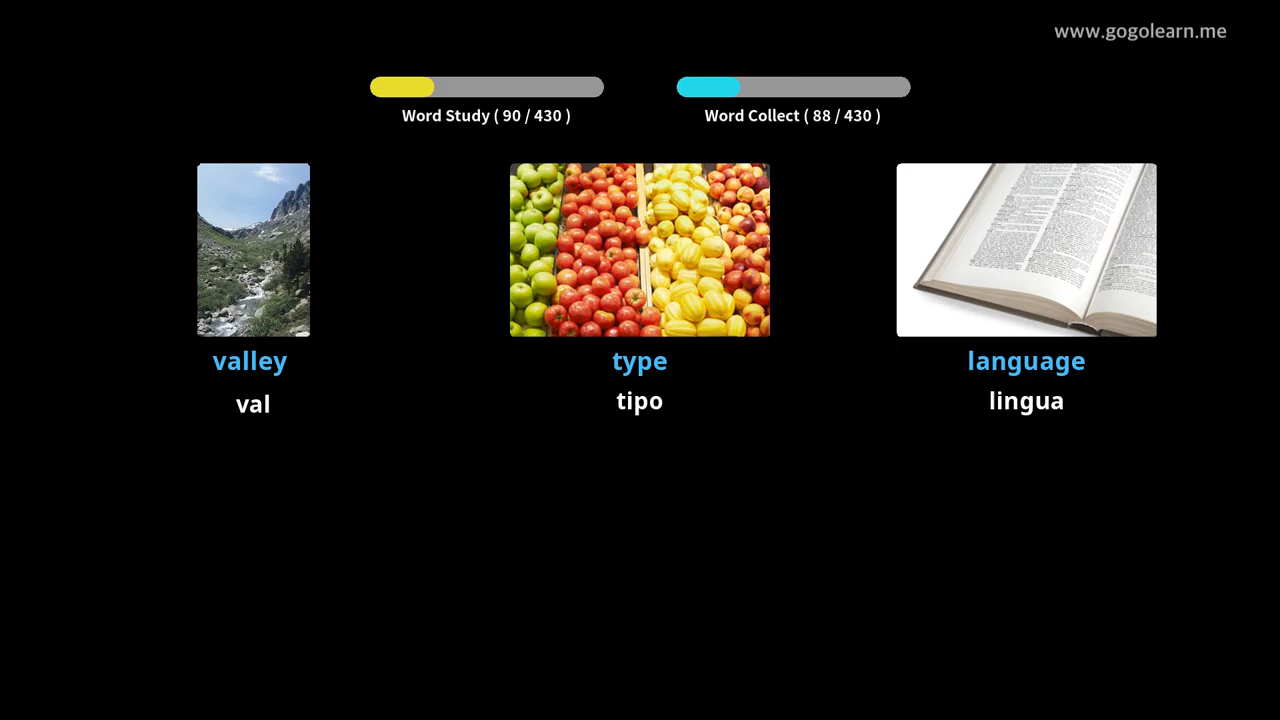 www.gogolearn.me
Word Study ( 90 / 430 )
Word Collect ( 88 / 430 )
valley
type
language
val
tipo
lingua